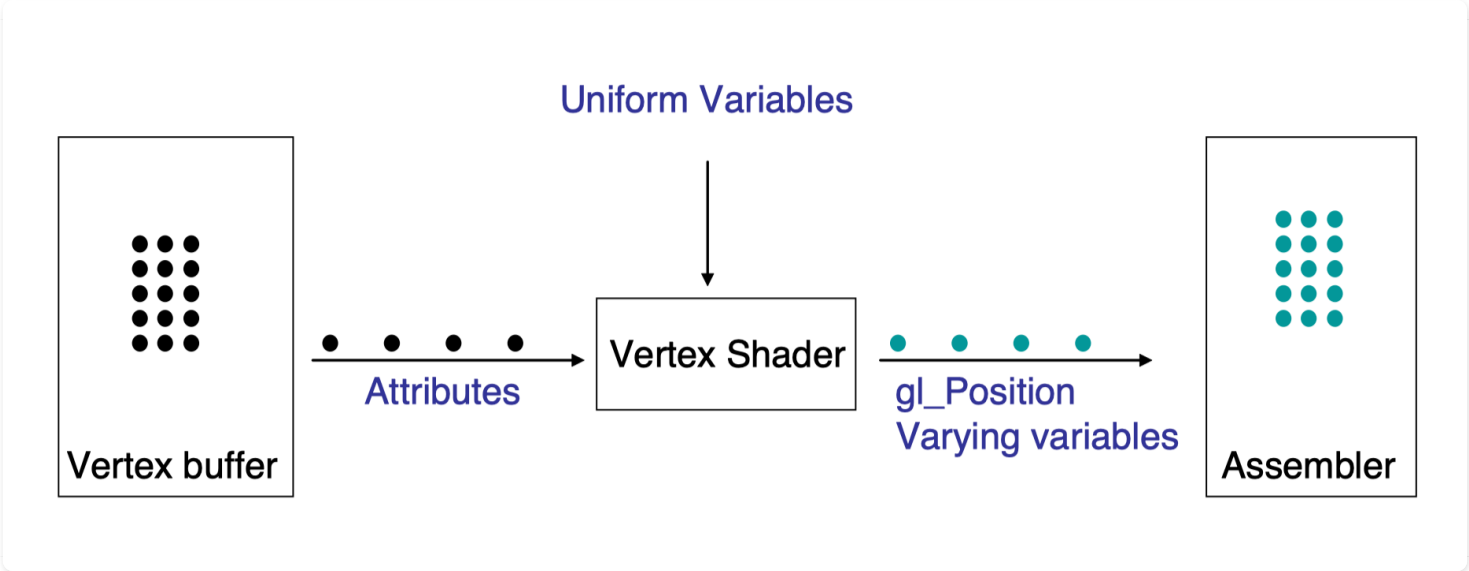 Uniform Variables
Vertex Shader
Attributes
gl_Position
Varying variables
Vertex buffer
Assembler